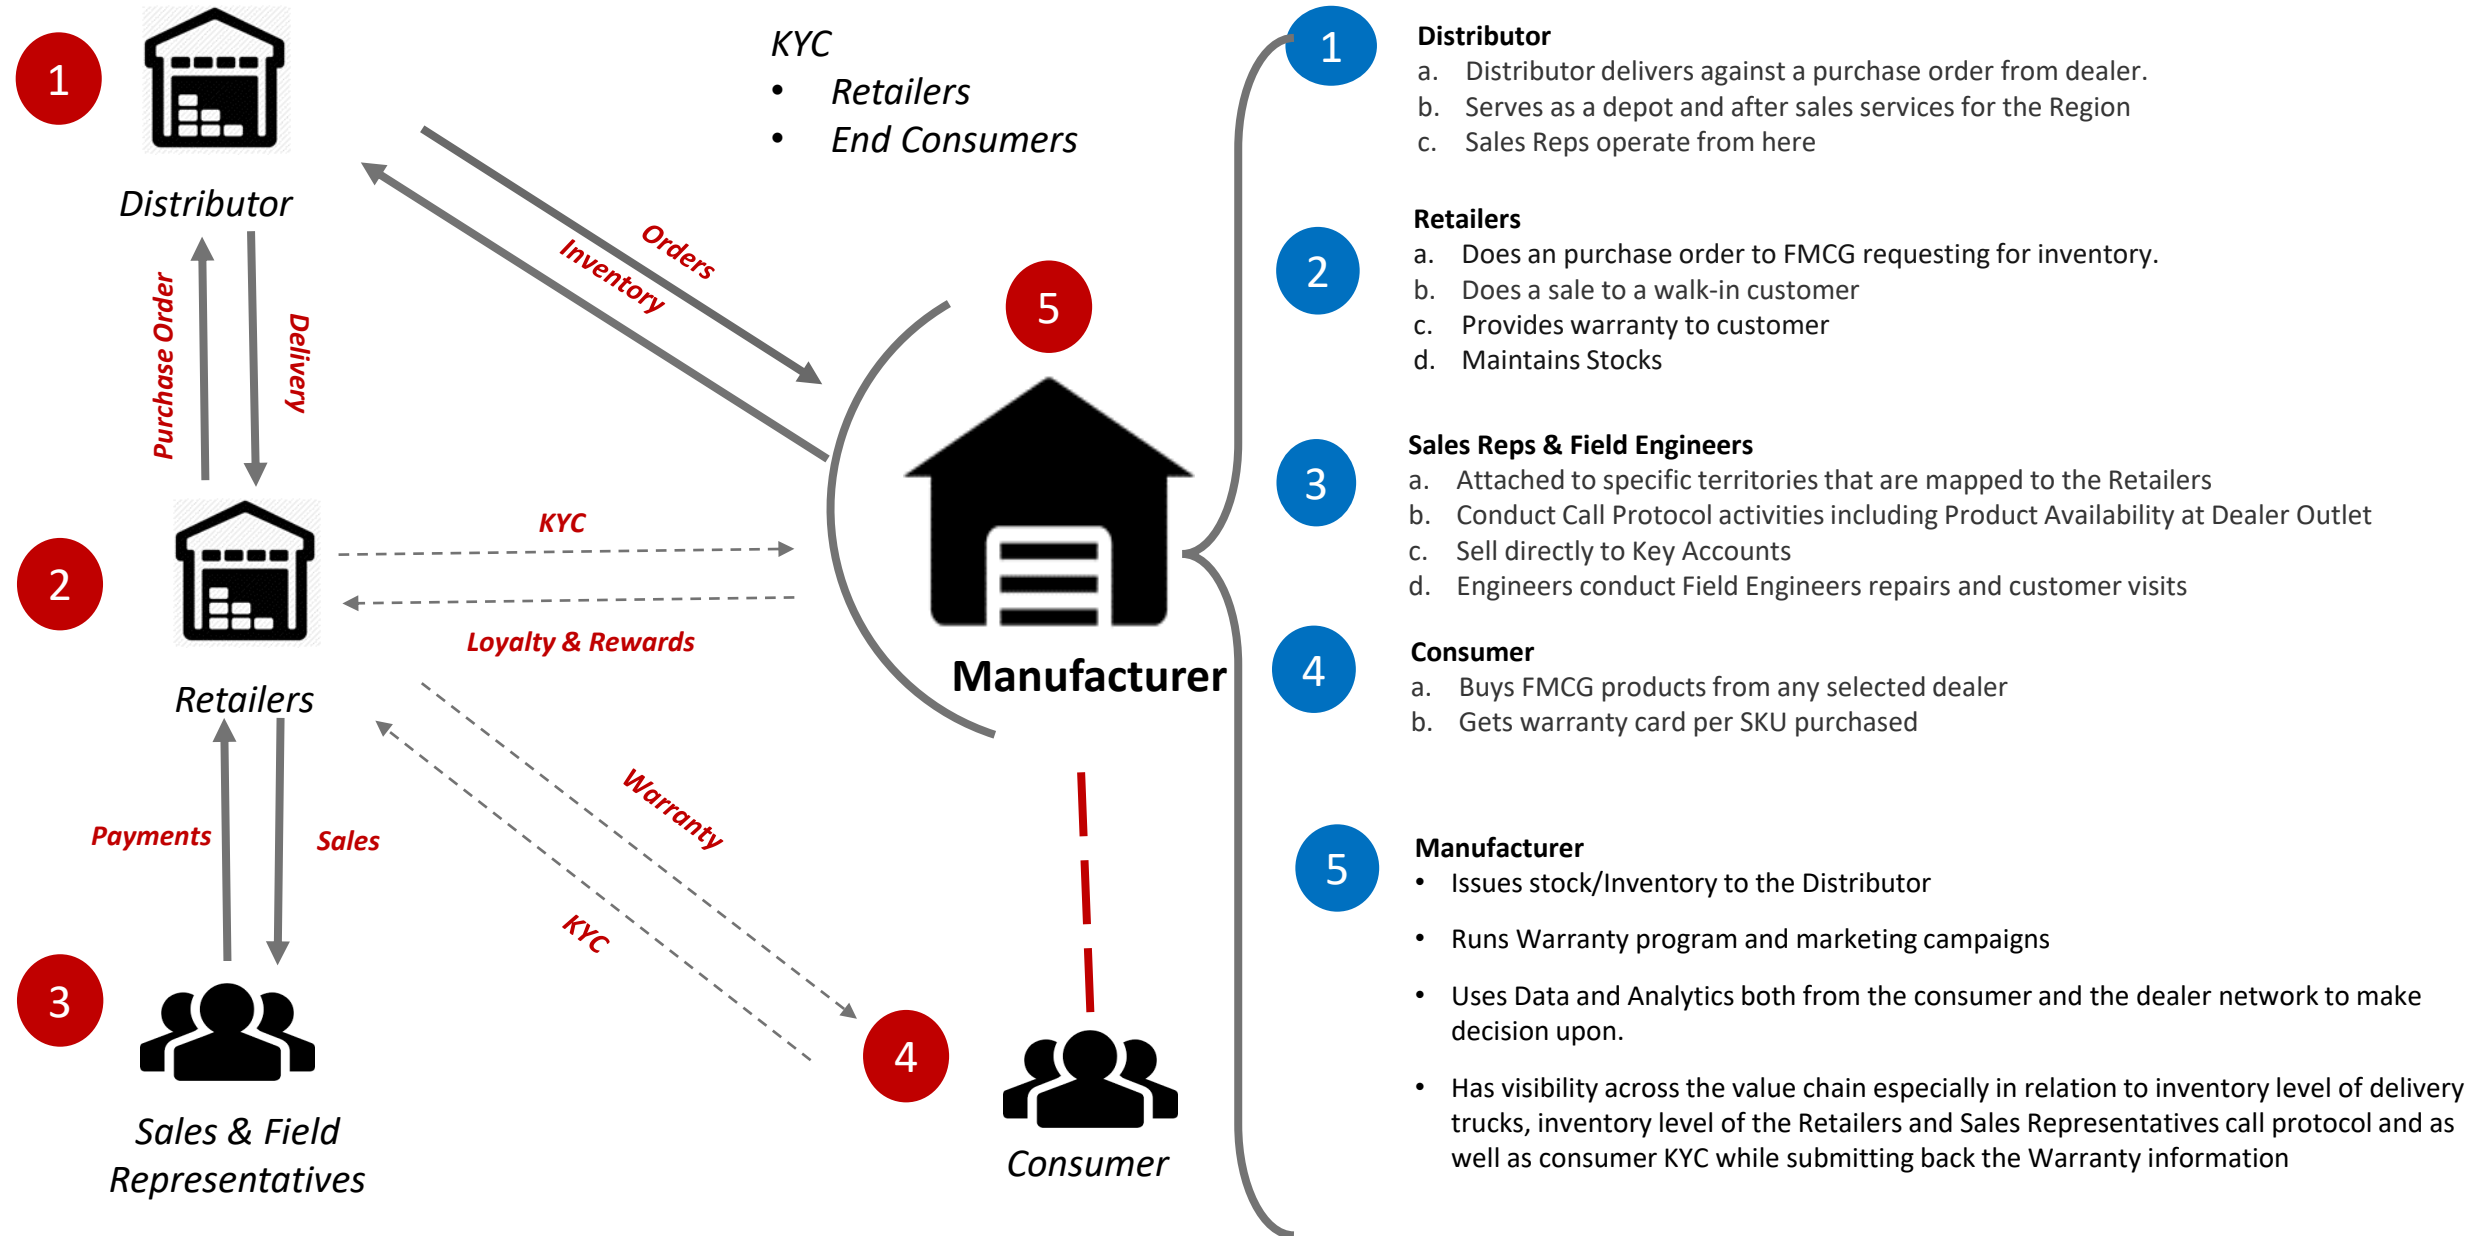 1
Distributor
KYC
• Retailers
• End Consumers
Orders
Inventory
Purchase Order
Delivery
5
2
Retailers
KYC
Loyalty & Rewards
Manufacturer
Payments
Sales
Warranty
KYC
3
Sales & Field
Representatives
4
Consumer
1
Distributor
a. Distributor delivers against a purchase order from dealer.
b. Serves as a depot and after sales services for the Region
c. Sales Reps operate from here
2
Retailers
a. Does an purchase order to FMCG requesting for inventory.
b. Does a sale to a walk-in customer
c. Provides warranty to customer
d. Maintains Stocks
3
Sales Reps & Field Engineers
a. Attached to specific territories that are mapped to the Retailers
b. Conduct Call Protocol activities including Product Availability at Dealer Outlet
c. Sell directly to Key Accounts
d. Engineers conduct Field Engineers repairs and customer visits
4
Consumer
a. Buys FMCG products from any selected dealer
b. Gets warranty card per SKU purchased
5
Manufacturer
• Issues stock/Inventory to the Distributor
• Runs Warranty program and marketing campaigns
• Uses Data and Analytics both from the consumer and the dealer network to make
decision upon.
• Has visibility across the value chain especially in relation to inventory level of delivery
trucks, inventory level of the Retailers and Sales Representatives call protocol and as
well as consumer KYC while submitting back the Warranty information